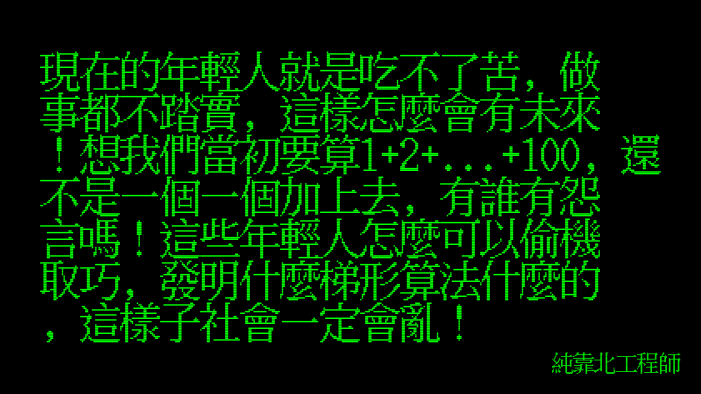 現在的年輕人就是吃不了苦，做
事都不踏實，這樣怎麼會有未來
！想我們當初要算1+2+...+100，還
不是一個一個加上去，有誰有怨
言嗎！這些年輕人怎麼可以偷機
取巧，發明什麼梯形算法什麼的
，這樣子社會一定會亂！
純靠北工程師